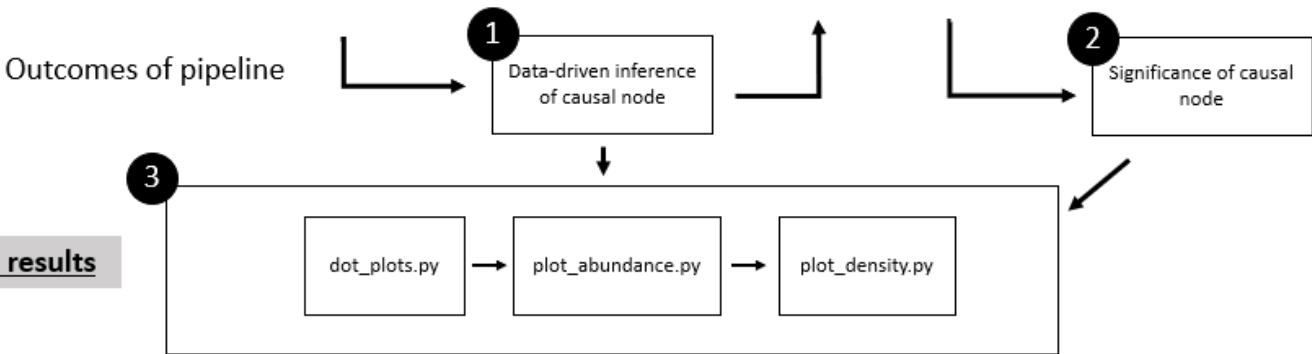 1
2
Outcomes of pipeline
Data-driven inference
of causal node
Significance of causal
node
3
results
dot_plots.py
plot_abundance.py
plot_density.py